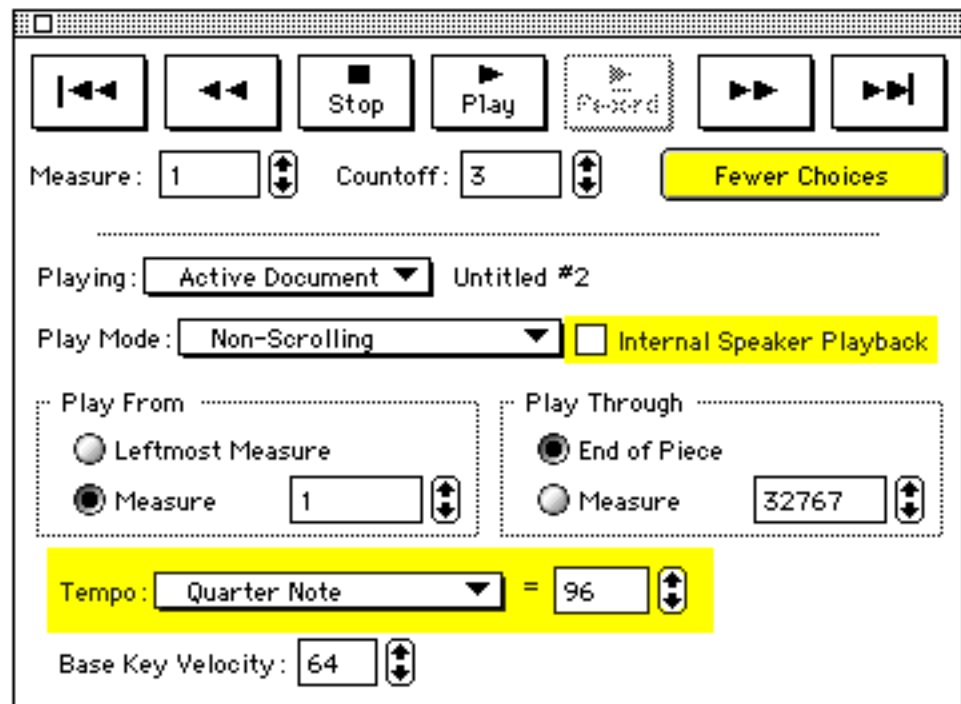 Stop Play Record
Measure: 1 Countoff: 3 Fewer Choices
Playing: Active Document Untitled #2
Play Mode: Non-Scrolling Internal Speaker Playback
Play From Play Through
Leftmost Measure End of Piece
Measure 1 Measure 32767
Tempo: Quarter Note = 96
Base Key Velocity: 64